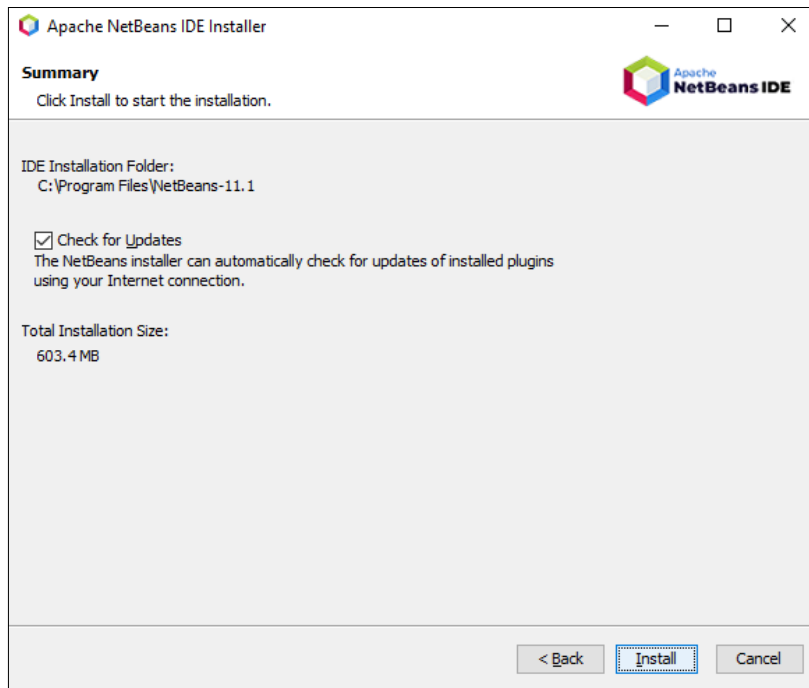 Apache NetBeans IDE Installer
Summary
Click Install to start the installation.
Apache
NetBeans IDE
IDE Installation Folder:
C:\Program Files\NetBeans-11.1
Check for Updates
The NetBeans installer can automatically check for updates of installed plugins
using your Internet connection.
Total Installation Size:
603.4 MB
< Back
Install
Cancel